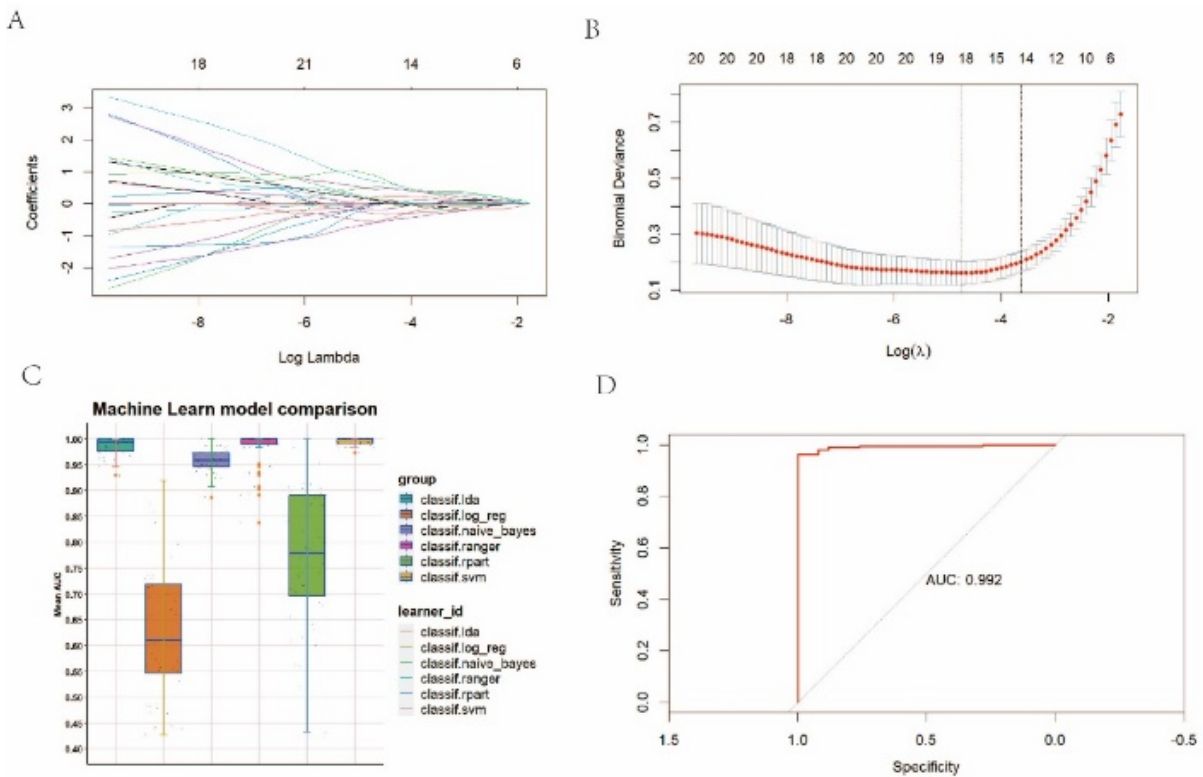 A
18 21 14 6
Coefficients
3
2
1
0
-1
-2
-8 -6 -4 -2
Log Lambda
B
20 20 20 18 18 20 20 20 19 18 15 14 12 10 6
Binomial Deviance
0.7
0.5
0.3
0.1
-8 -6 -4 -2
Log(λ)
C
Machine Learn model comparison
Mean AUC
1.00
0.95
0.90
0.85
0.80
0.75
0.70
0.65
0.60
0.55
0.50
0.45
0.40
group
classif.lda
classif.log_reg
classif.naive_bayes
classif.ranger
classif.rpart
classif.svm
learner_id
classif.lda
classif.log_reg
classif.naive_bayes
classif.ranger
classif.rpart
classif.svm
D
Sensitivity
1.0
0.8
0.6
0.4
0.2
0.0
AUC: 0.992
1.5 1.0 0.5 0.0 -0.5
Specificity